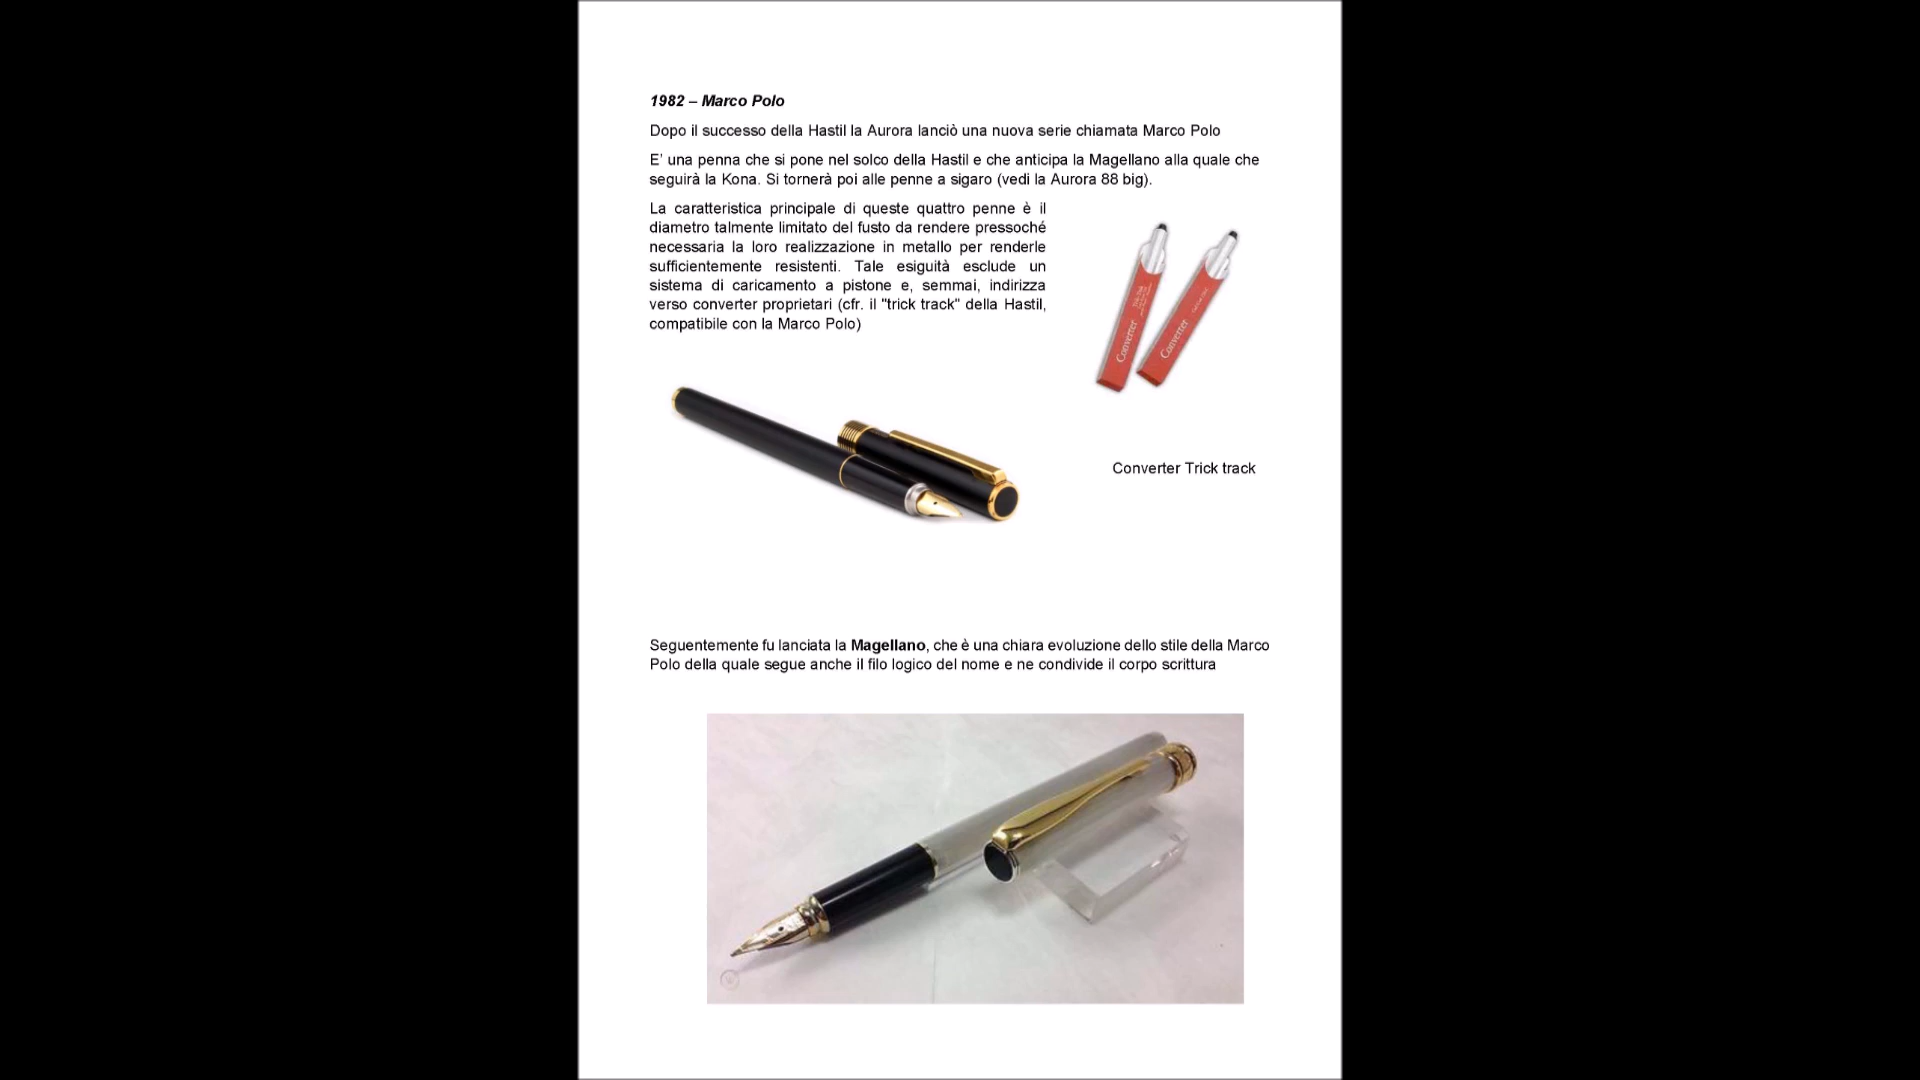 1982 – Marco Polo
Dopo il successo della Hastil la Aurora lanciò una nuova serie chiamata Marco Polo
E' una penna che si pone nel solco della Hastil e che anticipa la Magellano alla quale che
seguirà la Kona. Si tornerà poi alle penne a sigaro (vedi la Aurora 88 big).
La caratteristica principale di queste quattro penne è il
diametro talmente limitato del fusto da rendere pressoché
necessaria la loro realizzazione in metallo per renderle
sufficientemente resistenti. Tale esiguità esclude un
sistema di caricamento a pistone e, semmai, indirizza
verso converter proprietari (cfr. il "trick track" della Hastil,
compatibile con la Marco Polo)
Converter
Converter
Converter Trick track
Seguentemente fu lanciata la Magellano, che è una chiara evoluzione dello stile della Marco
Polo della quale segue anche il filo logico del nome e ne condivide il corpo scrittura